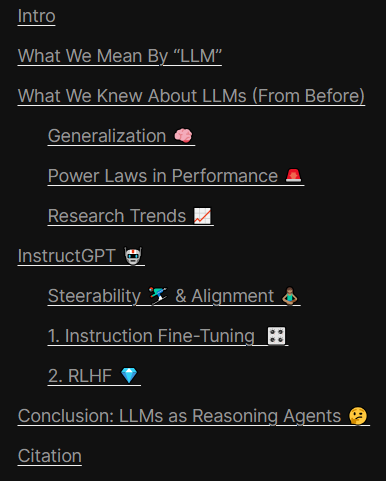 Intro
What We Mean By “LLM”
What We Knew About LLMs (From Before)
Generalization 🧠
Power Laws in Performance 🚨
Research Trends 📈
InstructGPT 🤖
Steerability ⛷️ & Alignment 🧘🏽‍♂️
1. Instruction Fine-Tuning 🎛️
2. RLHF 💎
Conclusion: LLMs as Reasoning Agents 🤔
Citation